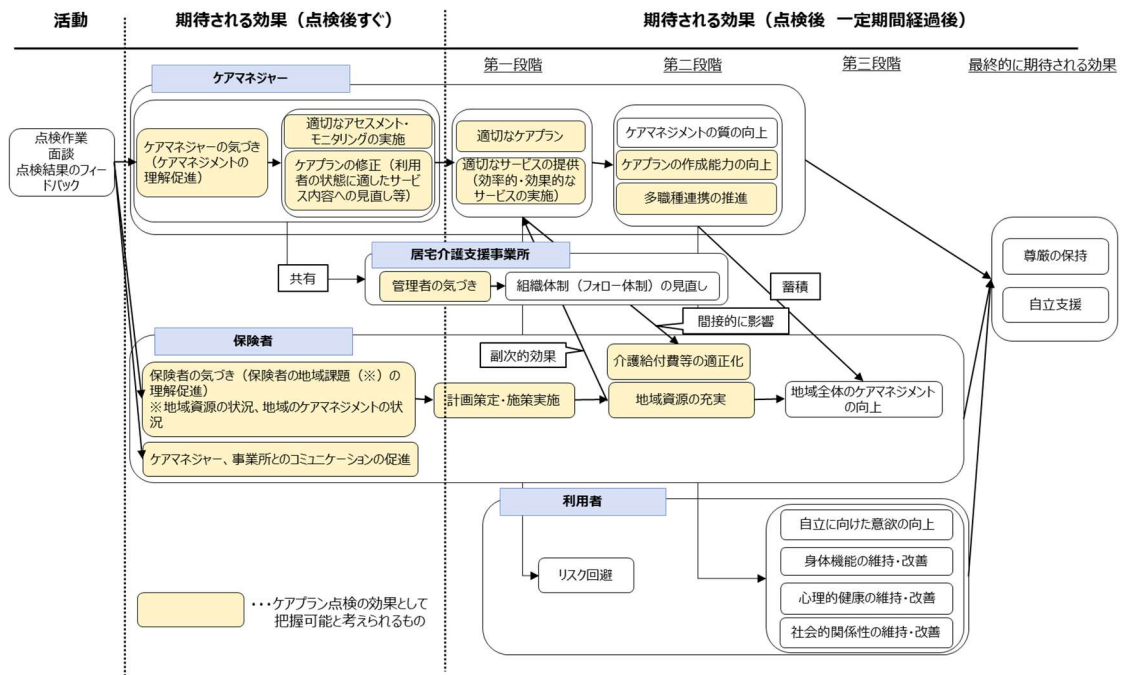 活動
期待される効果（点検後すぐ）
期待される効果（点検後　一定期間経過後）
第一段階
第二段階
第三段階
最終的に期待される効果
ケアマネジャー
点検作業
面談
点検結果のフィー
ドバック
ケアマネジャーの気づき
（ケアマネジメントの
理解促進）
適切なアセスメント・
モニタリングの実施
ケアプランの修正（利用
者の状態に適したサービ
ス内容への見直し等）
適切なケアプラン
適切なサービスの提供
（効率的・効果的な
サービスの実施）
ケアマネジメントの質の向上
ケアプランの作成能力の向上
多職種連携の推進
居宅介護支援事業所
共有
管理者の気づき
組織体制（フォロー体制）の見直し
蓄積
間接的に影響
副次的効果
尊厳の保持
自立支援
保険者
保険者の気づき（保険者の地域課題（※）の
理解促進）
※地域資源の状況、地域のケアマネジメントの状
況
ケアマネジャー、事業所とのコミュニケーションの促進
計画策定・施策実施
介護給付費等の適正化
地域資源の充実
地域全体のケアマネジメント
の向上
利用者
リスク回避
自立に向けた意欲の向上
身体機能の維持・改善
心理的健康の維持・改善
社会的関係性の維持・改善
・・・ケアプラン点検の効果として
把握可能と考えられるもの